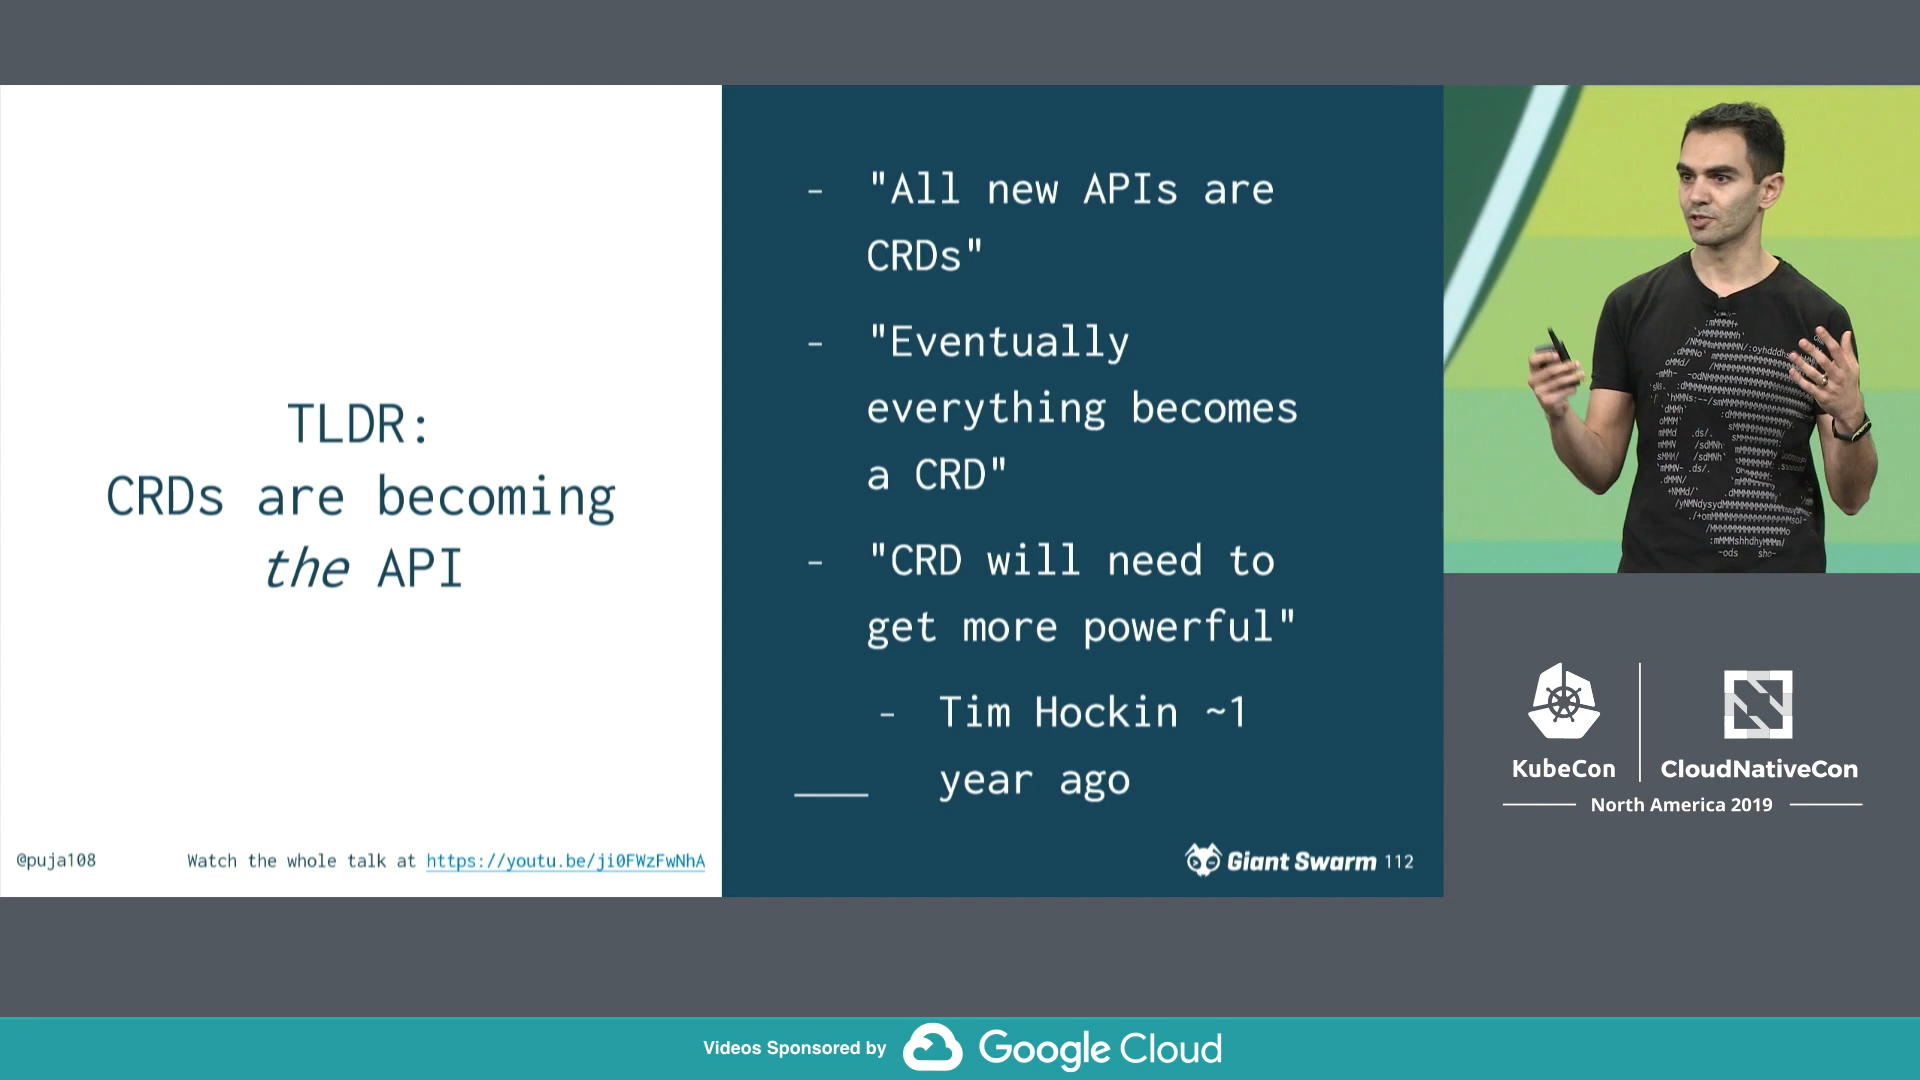 TLDR:
CRDs are becoming
the API
@puja108
Watch the whole talk at https://youtu.be/ji0FWzFwNhA
- "All new APIs are
CRDs"
- "Eventually
everything becomes
a CRD"
- "CRD will need to
get more powerful"
- Tim Hockin ~1
year ago
Giant Swarm 112
KubeCon
CloudNativeCon
North America 2019
Videos Sponsored by Google Cloud